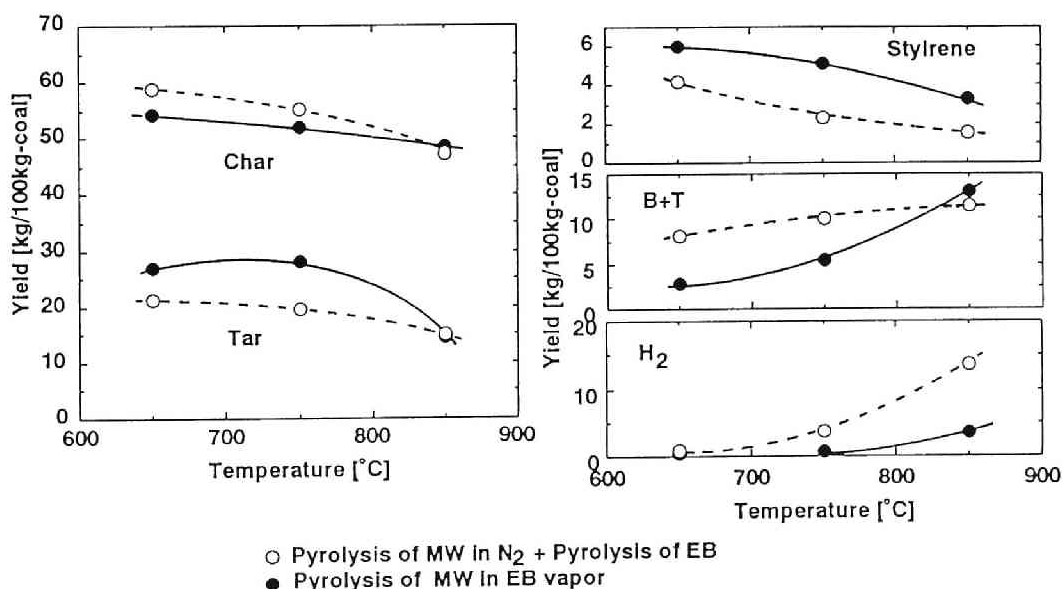 70
60
50
40
30
20
10
0
Yield [kg/100kg-coal]
Char
Tar
600 700 800 900
Temperature [°C]
6
4
2
0
Stylrene
15
10
5
0
B+T
20
10
0
H2
Yield [kg/100kg-coal]
600 700 800 900
Temperature [°C]
○ Pyrolysis of MW in N2 + Pyrolysis of EB
● Pyrolysis of MW in EB vapor